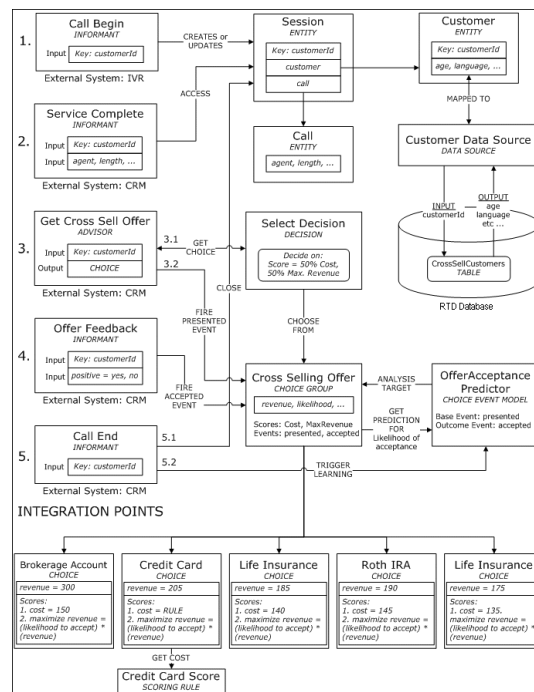 1.
Call Begin
INFORMANT
Input
Key: customerId
External System: IVR
CREATES or
UPDATES
Session
ENTITY
Key: customerId
customer
call
Customer
ENTITY
Key: customerId
age, language, ...
ACCESS
MAPPED TO
2.
Service Complete
INFORMANT
Input
Key: customerId
Input
agent, length, ...
External System: CRM
Call
ENTITY
agent, length, ...
Customer Data Source
DATA SOURCE
INPUT
customerId
OUTPUT
age
language
etc ...
CrossSellCustomers
TABLE
RTD Database
3.
Get Cross Sell Offer
ADVISOR
Input
Key: customerId
Output
CHOICE
External System: CRM
3.1
GET
CHOICE
3.2
CLOSE
Select Decision
DECISION
Decide on:
Score = 50% Cost,
50% Max. Revenue
FIRE
PRESENTED
EVENT
CHOOSE
FROM
4.
Offer Feedback
INFORMANT
Input
Key: customerId
Input
positive = yes, no
External System: CRM
FIRE
ACCEPTED
EVENT
Cross Selling Offer
CHOICE GROUP
revenue, likelihood, ...
Scores: Cost, MaxRevenue
Events: presented, accepted
ANALYSIS
TARGET
GET
PREDICTION
FOR
Likelihood of
acceptance
OfferAcceptance
Predictor
CHOICE EVENT MODEL
Base Event: presented
Outcome Event: accepted
5.
Call End
INFORMANT
Input
Key: customerId
External System: CRM
5.1
5.2
TRIGGER
LEARNING
INTEGRATION POINTS
Brokerage Account
CHOICE
revenue = 300
Scores:
1. cost = 150
2. maximize revenue =
(likelihood to accept) *
(revenue)
Credit Card
CHOICE
revenue = 205
Scores:
1. cost = RULE
2. maximize revenue =
(likelihood to accept) *
(revenue)
Life Insurance
CHOICE
revenue = 185
Scores:
1. cost = 140
2. maximize revenue =
(likelihood to accept) *
(revenue)
Roth IRA
CHOICE
revenue = 190
Scores:
1. cost = 145
2. maximize revenue =
(likelihood to accept) *
(revenue)
Life Insurance
CHOICE
revenue = 175
Scores:
1. cost = 135.
2. maximize revenue =
(likelihood to accept) *
(revenue)
GET COST
Credit Card Score
SCORING RULE